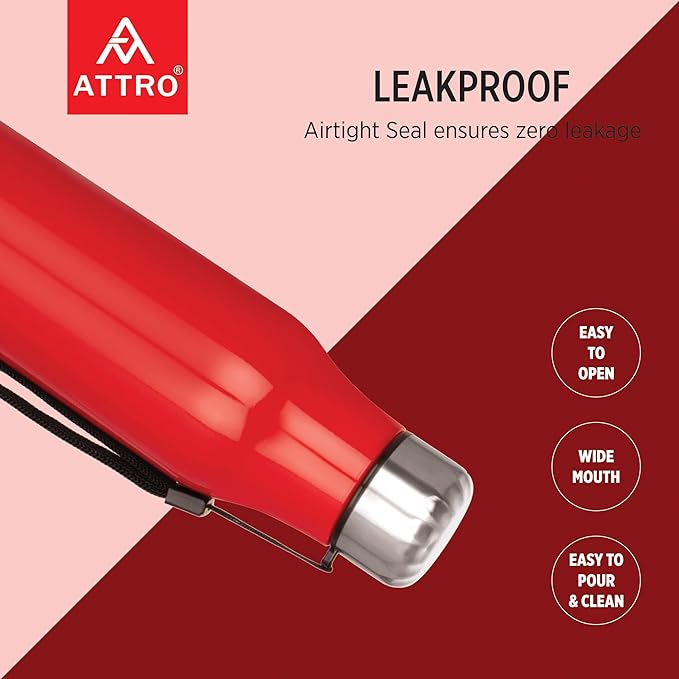 ATTRO®
LEAKPROOF
Airtight Seal ensures zero leakage
EASY
TO
OPEN
WIDE
MOUTH
EASY TO
POUR
& CLEAN